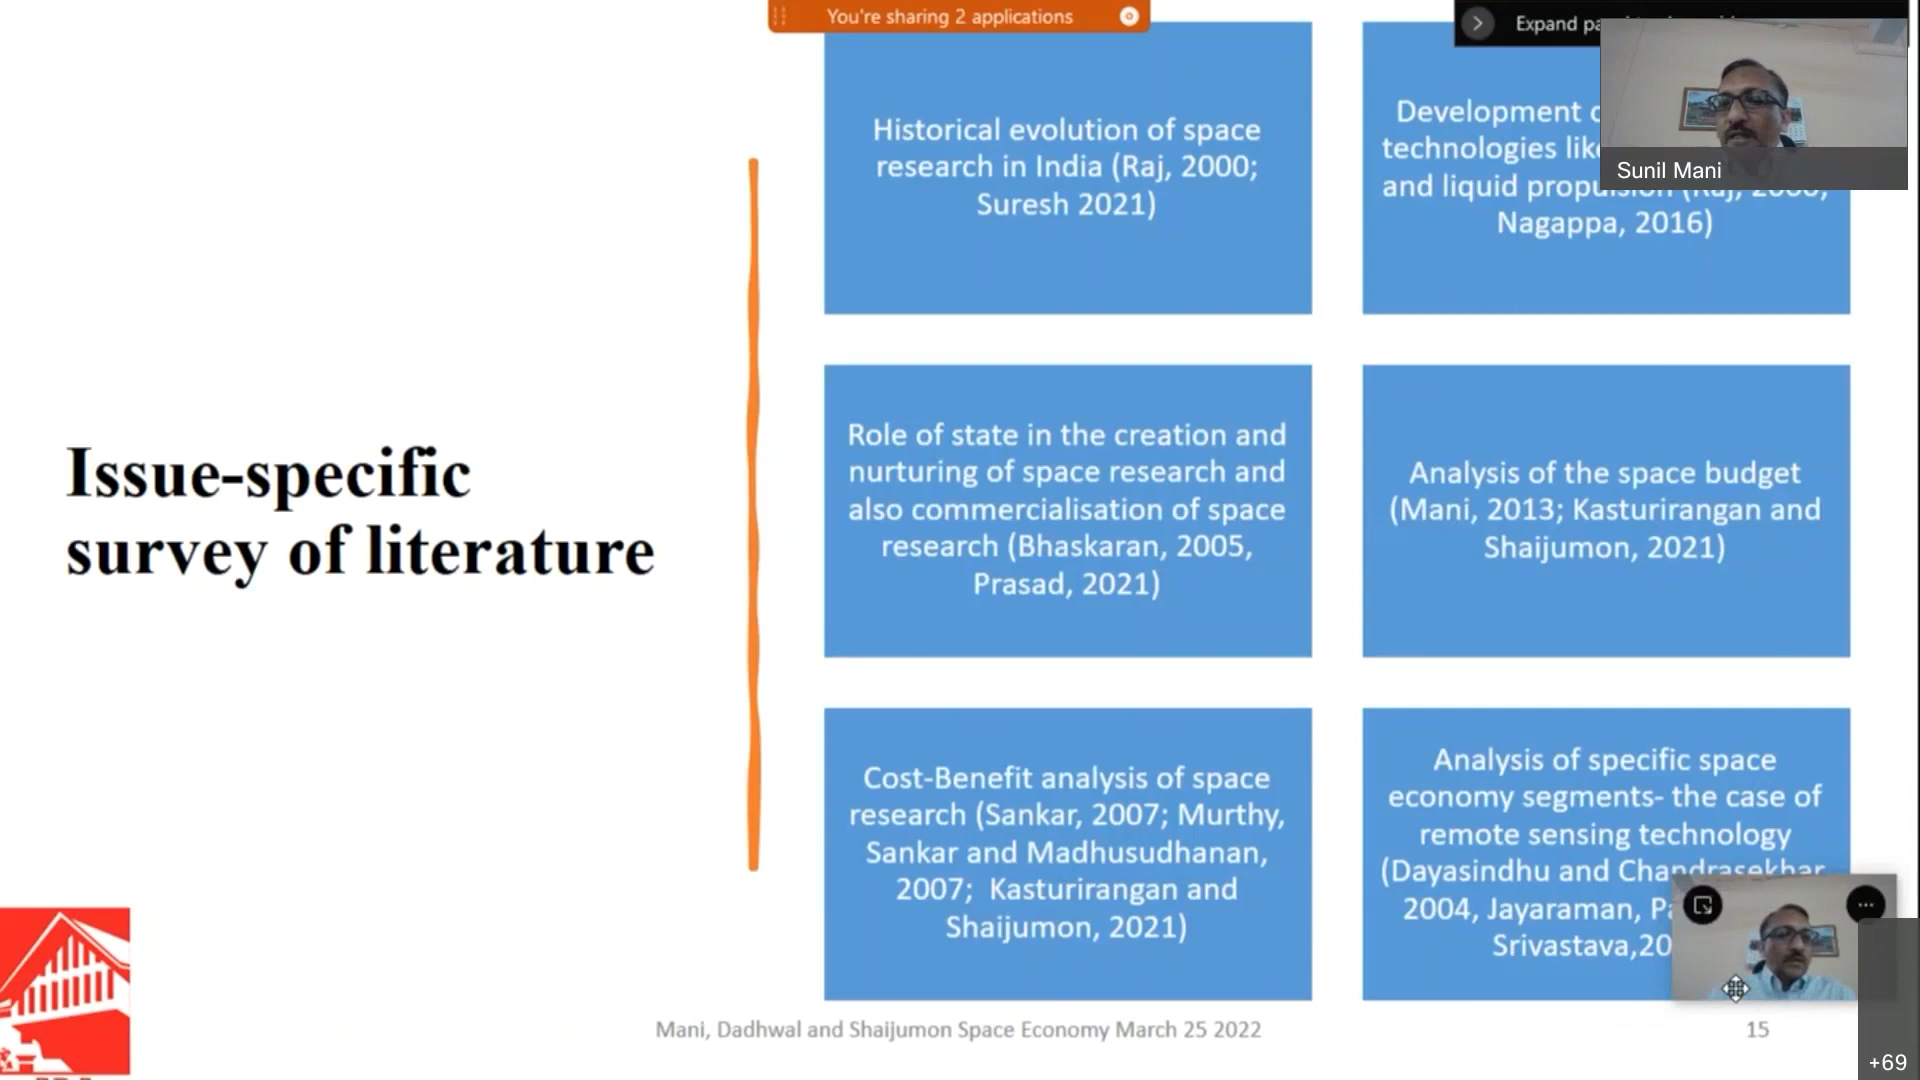 You're sharing 2 applications
Expand
Sunil Mani
Issue-specific
survey of literature
Historical evolution of space
research in India (Raj, 2000;
Suresh 2021)
Development
technologies
and liquid propulsion (Raj,
Nagappa, 2016)
Role of state in the creation and
nurturing of space research and
also commercialisation of space
research (Bhaskaran, 2005,
Prasad, 2021)
Analysis of the space budget
(Mani, 2013; Kasturirangan and
Shaijumon, 2021)
Cost-Benefit analysis of space
research (Sankar, 2007; Murthy,
Sankar and Madhusudhanan,
2007; Kasturirangan and
Shaijumon, 2021)
Analysis of specific space
economy segments- the case of
remote sensing technology
(Dayasindhu and Chandrasekhar
2004, Jayaraman,
Srivastava,
Mani, Dadhwal and Shaijumon Space Economy March 25 2022
15
+69